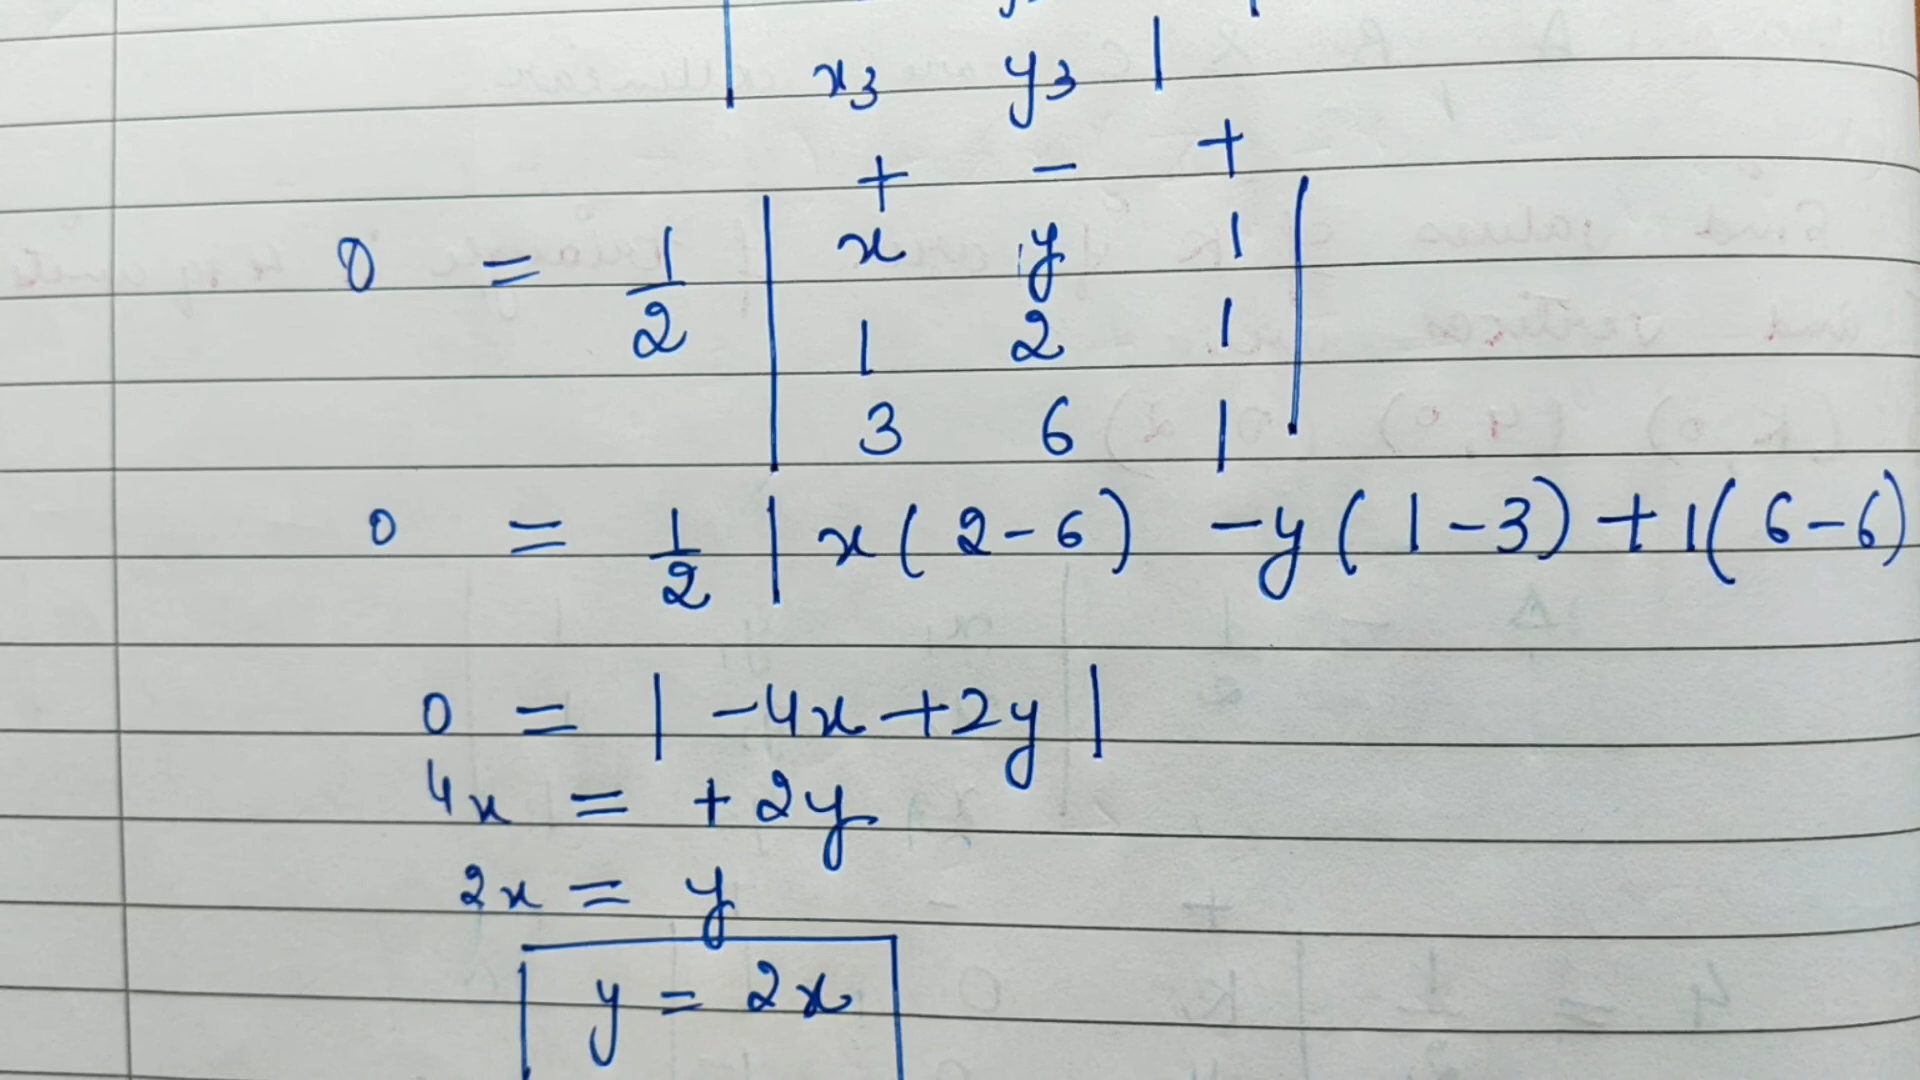 | x3 y3 1
+ - +
0 = 1/2 | x y 1 |
| 1 2 1 |
| 3 6 1 |
0 = 1/2 | x ( 2 - 6 ) - y ( 1 - 3 ) + 1 ( 6 - 6 )
0 = | - 4x + 2y |
4x = + 2y
2x = y
y = 2x